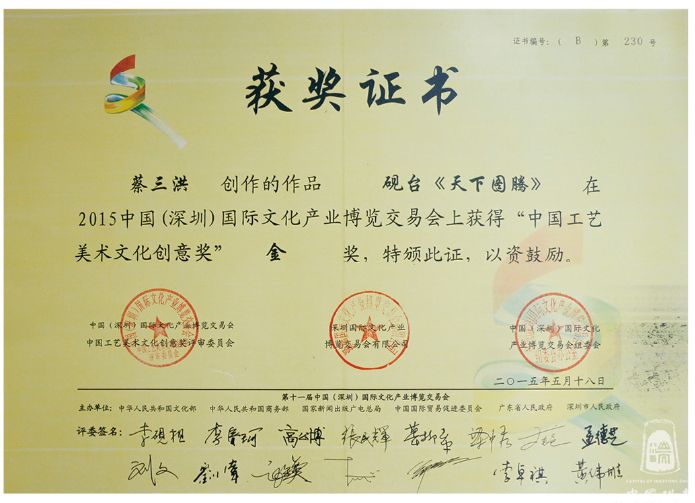 证书编号：（ B ）第 230 号
获奖证书
蔡三洪 创作的作品 砚台《天下图腾》 在
2015中国(深圳)国际文化产业博览交易会上获得“中国工艺
美术文化创意奖” 金 奖，特颁此证，以资鼓励。
中国（深圳）国际文化产业博览交易会 深圳国际文化产业 中国（深圳）国际文化
中国工艺美术文化创意奖评审委员会 博览交易会有限公司 产业博览交易会组委会
二〇一五年五月十八日
第十一届中国（深圳）国际文化产业博览交易会
主办单位：中华人民共和国文化部 中华人民共和国商务部 国家新闻出版广电总局 中国国际贸易促进委员会 广东省人民政府 深圳市人民政府
评委签名：